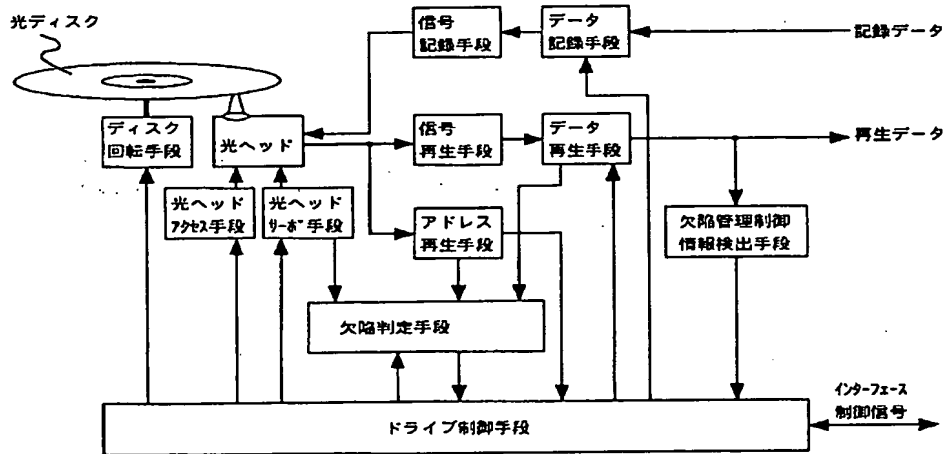 光ディスク
信号
記録手段
データ
記録手段
記録データ
ディスク
回転手段
光ヘッド
信号
再生手段
データ
再生手段
再生データ
光ヘッド
アクセス手段
光ヘッド
サーボ手段
アドレス
再生手段
欠陥管理制御
情報検出手段
欠陥判定手段
ドライブ制御手段
インターフェース
制御信号